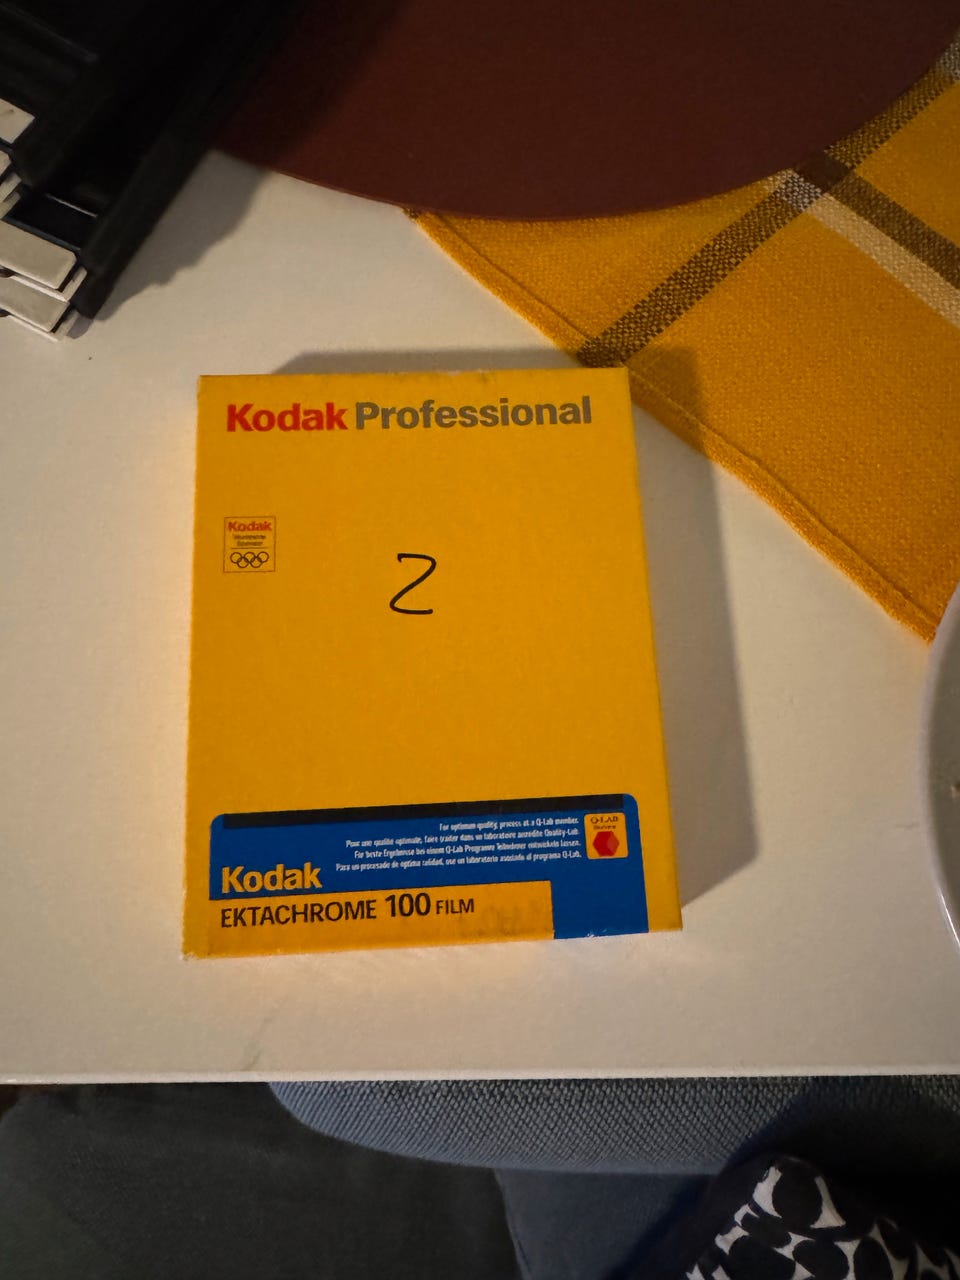 Kodak Professional
Kodak
Worldwide
Sponsor
2
For optimum quality, process at a Q-Lab member.
Pour une qualité optimale, faire traiter dans un laboratoire accrédité Quality-Lab.
Für beste Ergebnisse bei einem Q-Lab Programm Teilnehmer entwickeln lassen.
Para un procesado de óptima calidad, use un laboratorio asociado al programa Q-Lab.
Q-LAB
Kodak
EKTACHROME 100 FILM